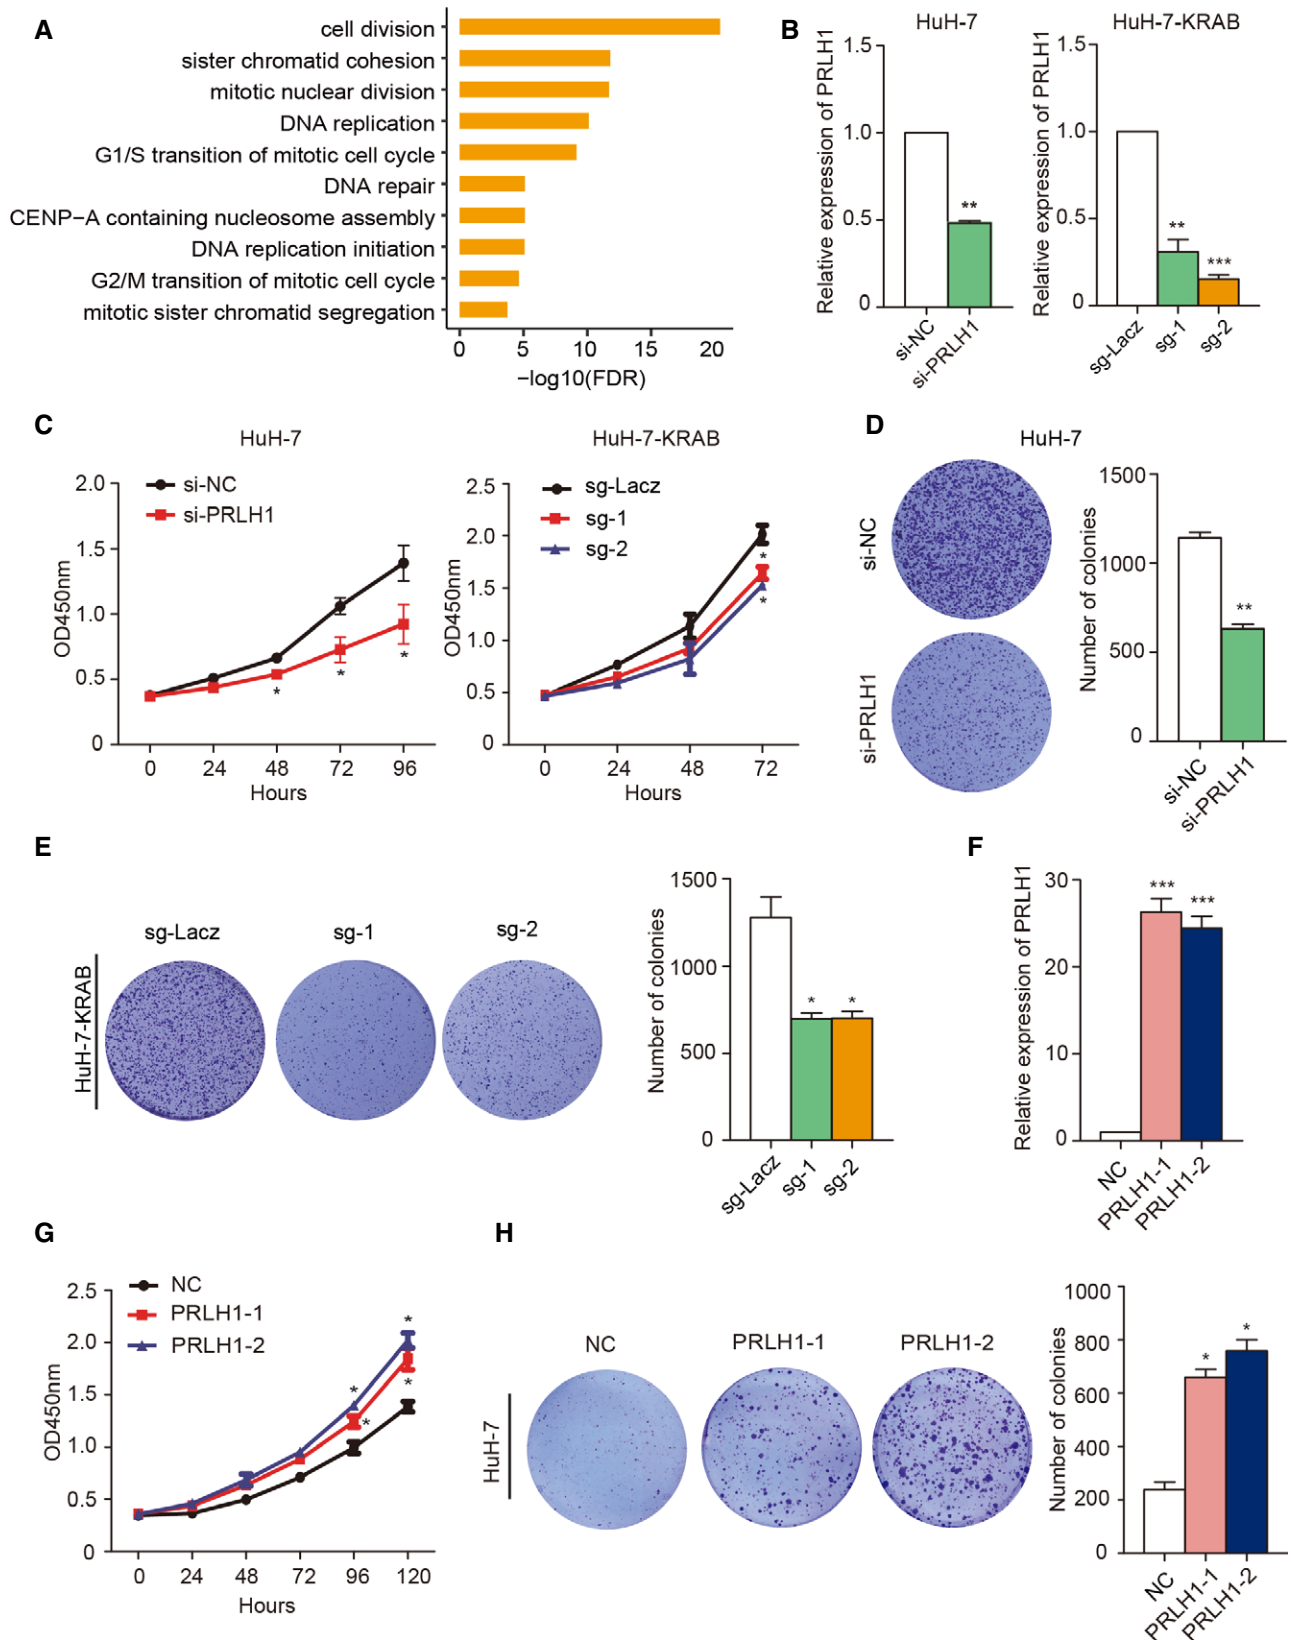 A
cell division
sister chromatid cohesion
mitotic nuclear division
DNA replication
G1/S transition of mitotic cell cycle
DNA repair
CENP−A containing nucleosome assembly
DNA replication initiation
G2/M transition of mitotic cell cycle
mitotic sister chromatid segregation
0 5 10 15 20
−log10(FDR)
B
HuH-7
Relative expression of PRLH1
1.5
1.0
0.5
0
**
si-NC
si-PRLH1
HuH-7-KRAB
Relative expression of PRLH1
1.5
1.0
0.5
0
**
***
sg-Lacz
sg-1
sg-2
C
HuH-7
si-NC
si-PRLH1
OD450nm
2.0
1.5
1.0
0.5
0
*
*
*
0 24 48 72 96
Hours
HuH-7-KRAB
sg-Lacz
sg-1
sg-2
OD450nm
2.5
2.0
1.5
1.0
0.5
0
*
*
0 24 48 72
Hours
D
HuH-7
si-NC
si-PRLH1
Number of colonies
1500
1000
500
0
**
si-NC
si-PRLH1
E
HuH-7-KRAB
sg-Lacz
sg-1
sg-2
Number of colonies
1500
1000
500
0
*
*
sg-Lacz
sg-1
sg-2
F
Relative expression of PRLH1
30
20
10
0
***
***
NC
PRLH1-1
PRLH1-2
G
NC
PRLH1-1
PRLH1-2
OD450nm
2.5
2.0
1.5
1.0
0.5
0
*
*
*
*
0 24 48 72 96 120
Hours
H
HuH-7
NC
PRLH1-1
PRLH1-2
Number of colonies
1000
800
600
400
200
0
*
*
NC
PRLH1-1
PRLH1-2